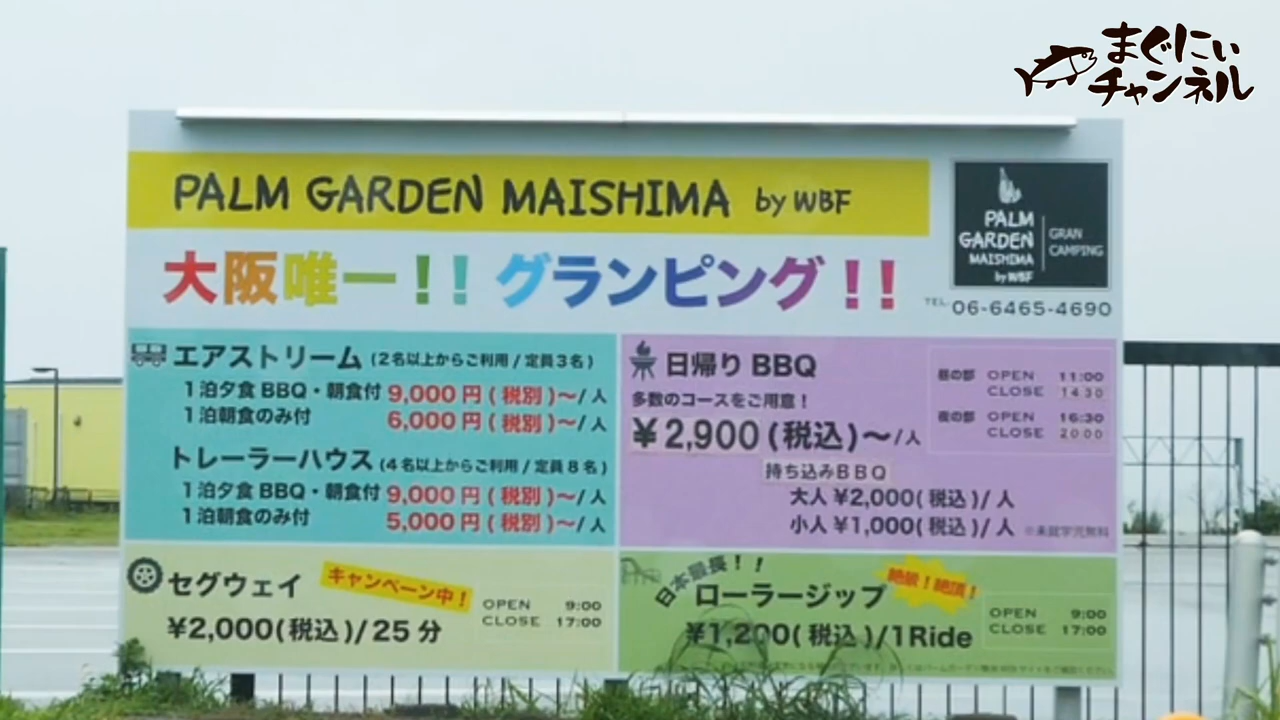 まぐにぃ
チャンネル
PALM GARDEN MAISHIMA by WBF
PALM
GARDEN
MAISHIMA
by WBF
GRAN
CAMPING
大阪唯一！！ グランピング！！
TEL. 06-6465-4690
エアストリーム (2名以上からご利用 / 定員3名)
1泊夕食 BBQ・朝食付 9,000円(税別)～/人
1泊朝食のみ付 6,000円(税別)～/人
トレーラーハウス (4名以上からご利用 / 定員8名)
1泊夕食 BBQ・朝食付 9,000円(税別)～/人
1泊朝食のみ付 5,000円(税別)～/人
日帰り BBQ
多数のコースをご用意！
¥2,900(税込)～/人
昼の部 OPEN 11:00
CLOSE 1430
夜の部 OPEN 16:30
CLOSE 2000
持ち込みBBQ
大人 ¥2,000(税込)/人
小人 ¥1,000(税込)/人 ※未就学児無料
セグウェイ キャンペーン中！
¥2,000(税込)/25分
OPEN 9:00
CLOSE 17:00
日本最長！！
ローラージップ 絶叫！絶頂！
¥1,200(税込)/1Ride
OPEN 9:00
CLOSE 17:00